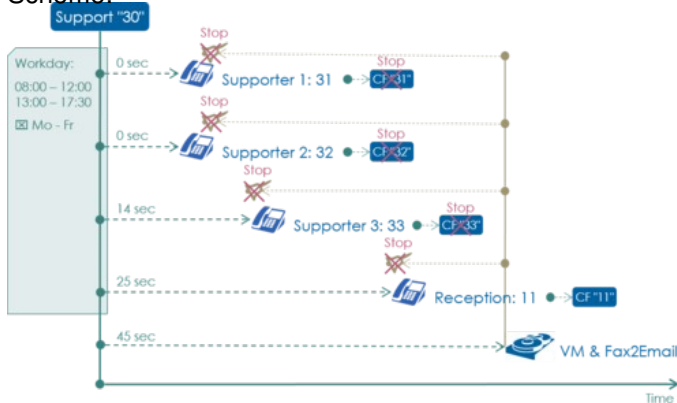 Scheme:
Support "30"
Workday:
08:00 – 12:00
13:00 – 17:30
☒ Mo - Fr
0 sec
Stop
Supporter 1: 31
Stop
CF "31"
0 sec
Stop
Supporter 2: 32
Stop
CF "32"
14 sec
Stop
Supporter 3: 33
Stop
CF "33"
25 sec
Stop
Reception: 11
CF "11"
45 sec
VM & Fax2Email
Time